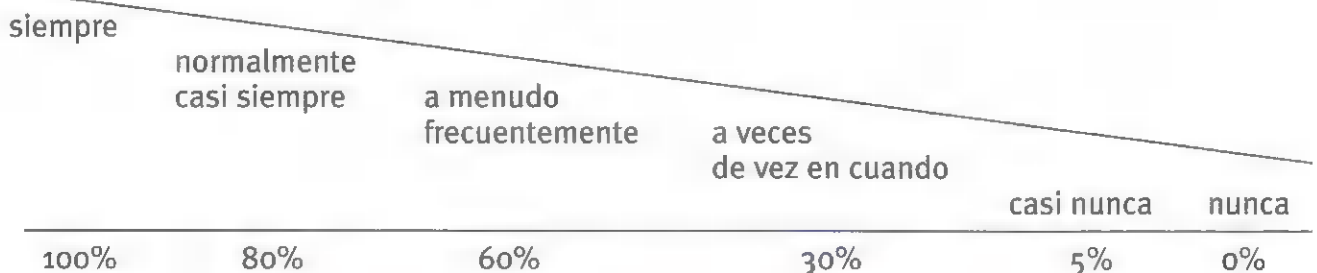 siempre
normalmente
casi siempre
a menudo
frecuentemente
a veces
de vez en cuando
casi nunca nunca
100% 80% 60% 30% 5% 0%